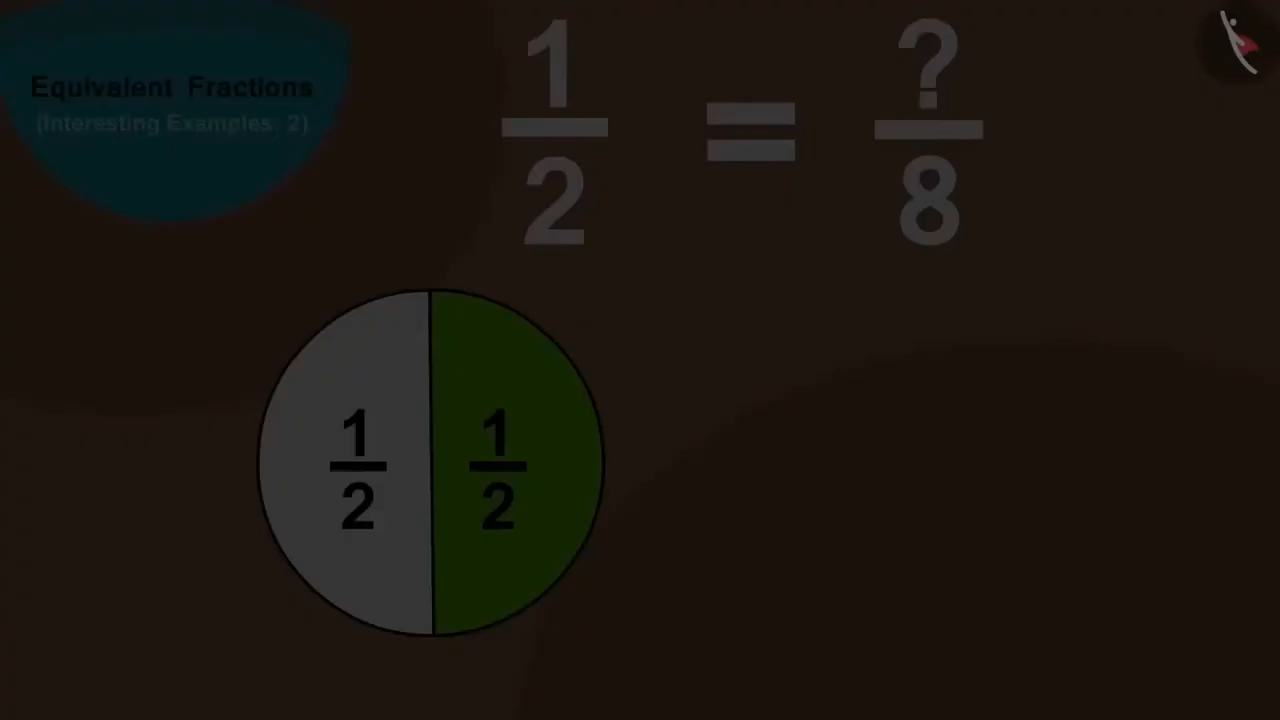 Equivalent Fractions
(Interesting Examples: 2)
1/2 = ?/8
1/2 1/2